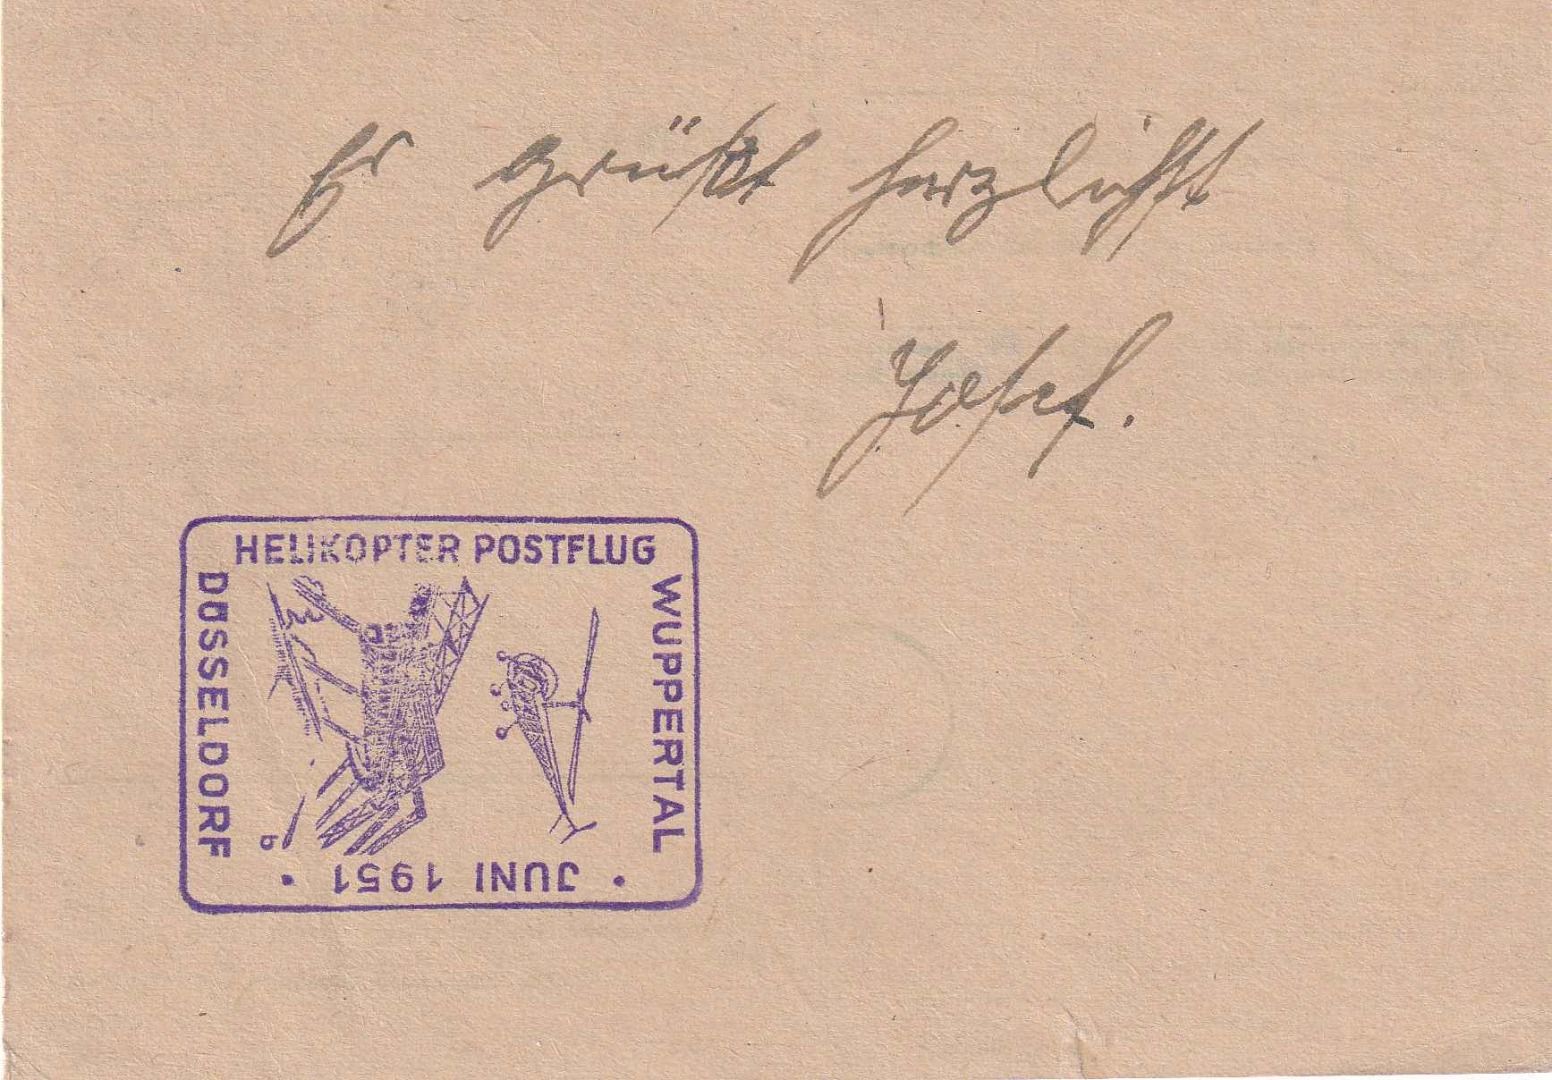 Es grüßt herzlichst
Josef.
HELIKOPTER POSTFLUG
DÜSSELDORF
WUPPERTAL
• JUNI 1951 •
b